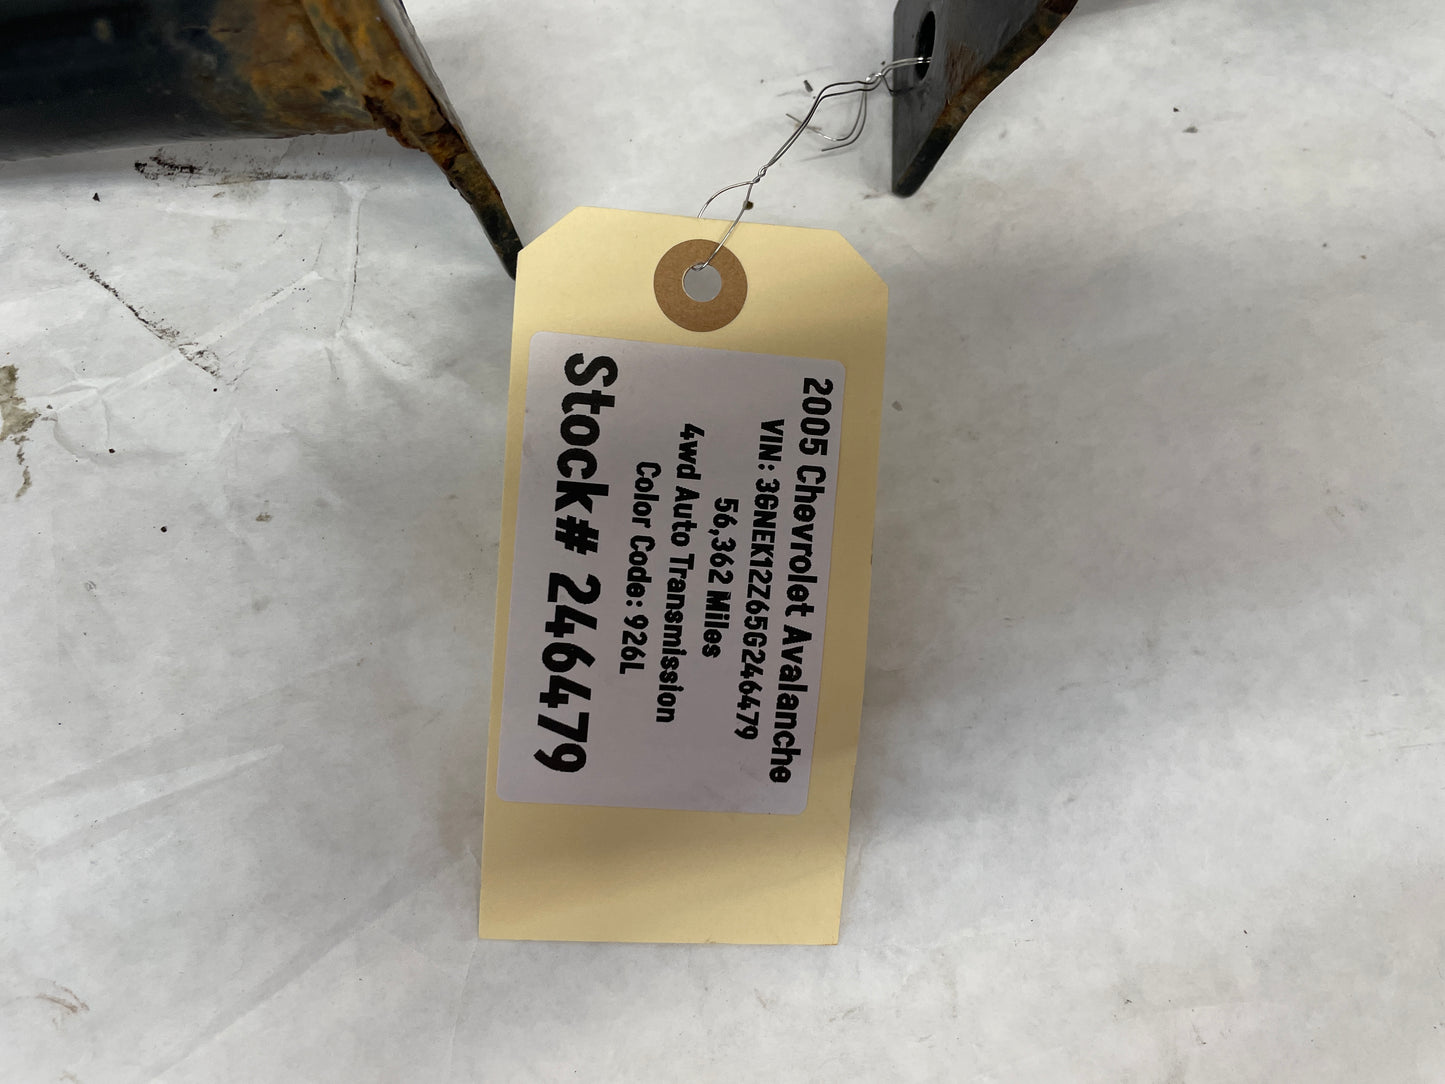 2005 Chevrolet Avalanche
VIN: 3GNEK12Z65G246479
56,362 Miles
4wd Auto Transmission
Color Code: 926L
Stock# 246479